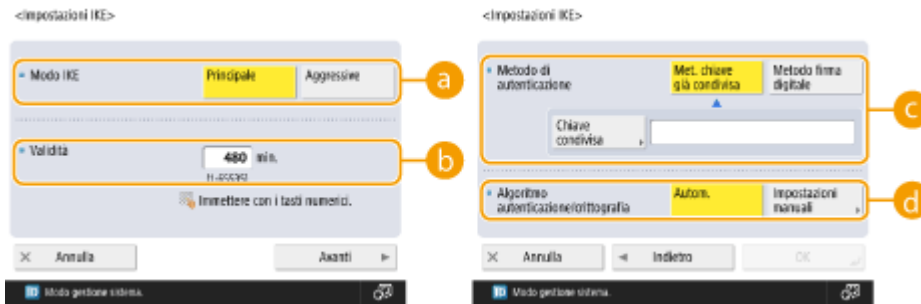 <Impostazioni IKE>
Modo IKE
Principale
Aggressive
a
Validità
480 min.
b
Immettere con i tasti numerici.
Annulla
Avanti
Modo gestione sistema.
<Impostazioni IKE>
Metodo di
autenticazione
Met. chiave
già condivisa
Metodo firma
digitale
c
Chiave
condivisa
Algoritmo
autenticazione/crittografia
Autom.
Impostazioni
manuali
d
Annulla
Indietro
OK
Modo gestione sistema.